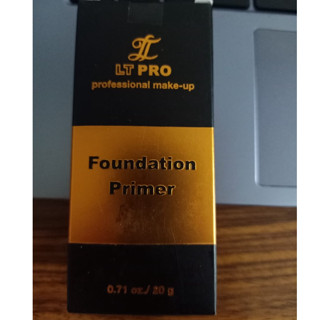 LT PRO
professional make-up
Foundation
Primer
0.71 oz./ 20 g